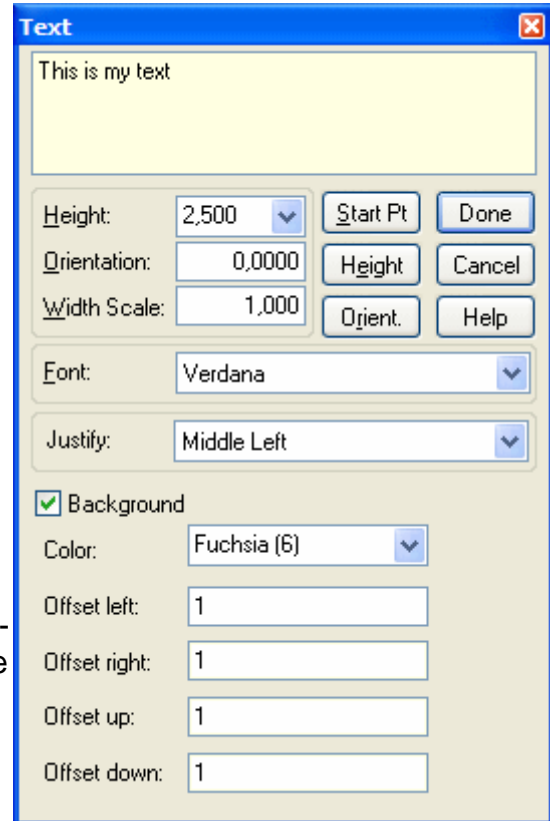 Text
This is my text
Height: 2,500 Start Pt Done
Orientation: 0,0000 Height Cancel
Width Scale: 1,000 Orient. Help
Font: Verdana
Justify: Middle Left
Background
Color: Fuchsia (6)
Offset left: 1
-
e Offset right: 1
Offset up: 1
Offset down: 1